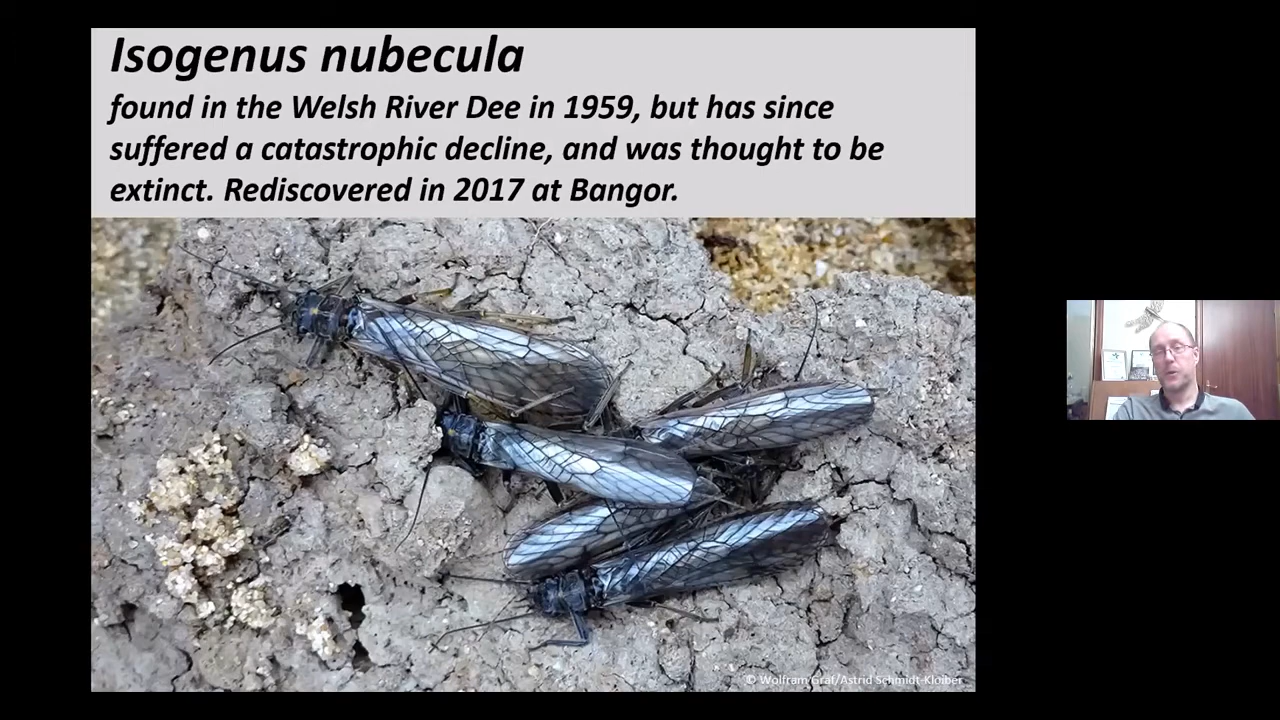 Isogenus nubecula
found in the Welsh River Dee in 1959, but has since
suffered a catastrophic decline, and was thought to be
extinct. Rediscovered in 2017 at Bangor.
© Wolfram Graf/Astrid Schmidt-Kloiber